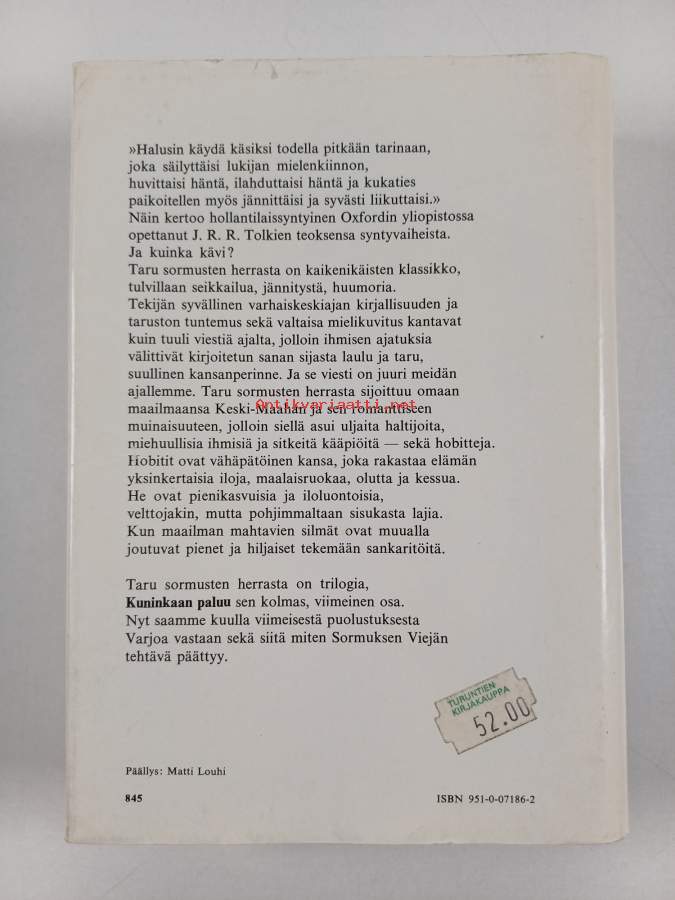 »Halusin käydä käsiksi todella pitkään tarinaan,
joka säilyttäisi lukijan mielenkiinnon,
huvittaisi häntä, ilahduttaisi häntä ja kukaties
paikoitellen myös jännittäisi ja syvästi liikuttaisi.»
Näin kertoo hollantilaissyntyinen Oxfordin yliopistossa
opettanut J. R. R. Tolkien teoksensa syntyvaiheista.
Ja kuinka kävi?
Taru sormusten herrasta on kaikenikäisten klassikko,
tulvillaan seikkailua, jännitystä, huumoria.
Tekijän syvällinen varhaiskeskiajan kirjallisuuden ja
taruston tuntemus sekä valtaisa mielikuvitus kantavat
kuin tuuli viestiä ajalta, jolloin ihmisen ajatuksia
välittivät kirjoitetun sanan sijasta laulu ja taru,
suullinen kansanperinne. Ja se viesti on juuri meidän
ajallemme. Taru sormusten herrasta sijoittuu omaan
Antikvariaatti.net
maailmaansa Keski-Maahan ja sen romanttiseen
muinaisuuteen, jolloin siellä asui uljaita haltijoita,
miehuullisia ihmisiä ja sitkeitä kääpiöitä — sekä hobitteja.
Hobitit ovat vähäpätöinen kansa, joka rakastaa elämän
yksinkertaisia iloja, maalaisruokaa, olutta ja kessua.
He ovat pienikasvuisia ja iloluontoisia,
velttojakin, mutta pohjimmaltaan sisukasta lajia.
Kun maailman mahtavien silmät ovat muualla
joutuvat pienet ja hiljaiset tekemään sankaritöitä.
Taru sormusten herrasta on trilogia,
Kuninkaan paluu sen kolmas, viimeinen osa.
Nyt saamme kuulla viimeisestä puolustuksesta
Varjoa vastaan sekä siitä miten Sormuksen Viejän
tehtävä päättyy.
TURUNTIEN
KIRJAKAUPPA
52.00
Päällys: Matti Louhi
845
ISBN 951-0-07186-2